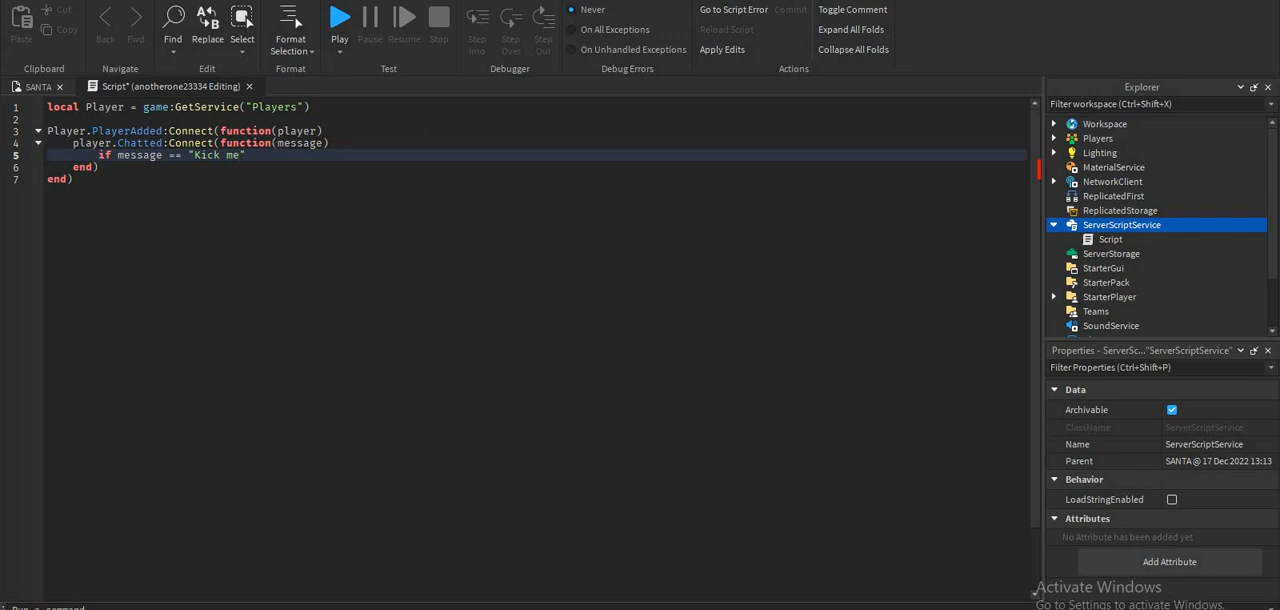 Paste
Cut
Copy
Clipboard
Back
Fwd
Navigate
Find
Replace
Select
Edit
Format
Selection
Format
Play
Pause
Resume
Stop
Test
Step
Into
Step
Over
Step
Out
Debugger
Never
On All Exceptions
On Unhandled Exceptions
Debug Errors
Go to Script Error
Commit
Reload Script
Apply Edits
Toggle Comment
Expand All Folds
Collapse All Folds
Actions
SANTA
Script* (anotherone23334 Editing)
1 local Player = game:GetService("Players")
2
3 Player.PlayerAdded:Connect(function(player)
4 player.Chatted:Connect(function(message)
5 if message == "Kick me"
6 end)
7 end)
Explorer
Filter workspace (Ctrl+Shift+X)
Workspace
Players
Lighting
MaterialService
NetworkClient
ReplicatedFirst
ReplicatedStorage
ServerScriptService
Script
ServerStorage
StarterGui
StarterPack
StarterPlayer
Teams
SoundService
Properties - ServerSc..."ServerScriptService"
Filter Properties (Ctrl+Shift+P)
Data
Archivable
ClassName ServerScriptService
Name ServerScriptService
Parent SANTA @ 17 Dec 2022 13:13
Behavior
LoadStringEnabled
Attributes
No Attribute has been added yet
Add Attribute
Activate Windows
Go to Settings to activate Windows.
Run a command